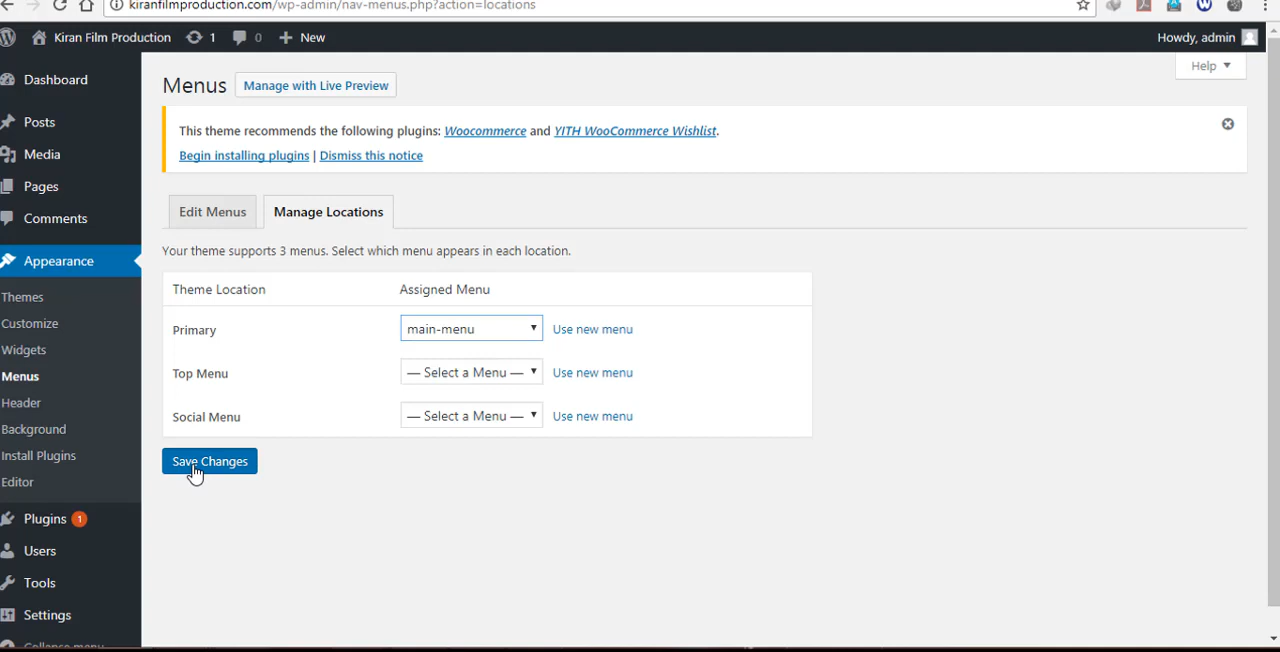 kiranfilmproduction.com/wp-admin/nav-menus.php?action=locations
Kiran Film Production 1 0 New Howdy, admin
Help
Dashboard
Posts
Media
Pages
Comments
Appearance
Themes
Customize
Widgets
Menus
Header
Background
Install Plugins
Editor
Plugins 1
Users
Tools
Settings
Collapse menu
Menus Manage with Live Preview
This theme recommends the following plugins: Woocommerce and YITH WooCommerce Wishlist.
Begin installing plugins | Dismiss this notice
Edit Menus Manage Locations
Your theme supports 3 menus. Select which menu appears in each location.
Theme Location Assigned Menu
Primary main-menu Use new menu
Top Menu — Select a Menu — Use new menu
Social Menu — Select a Menu — Use new menu
Save Changes